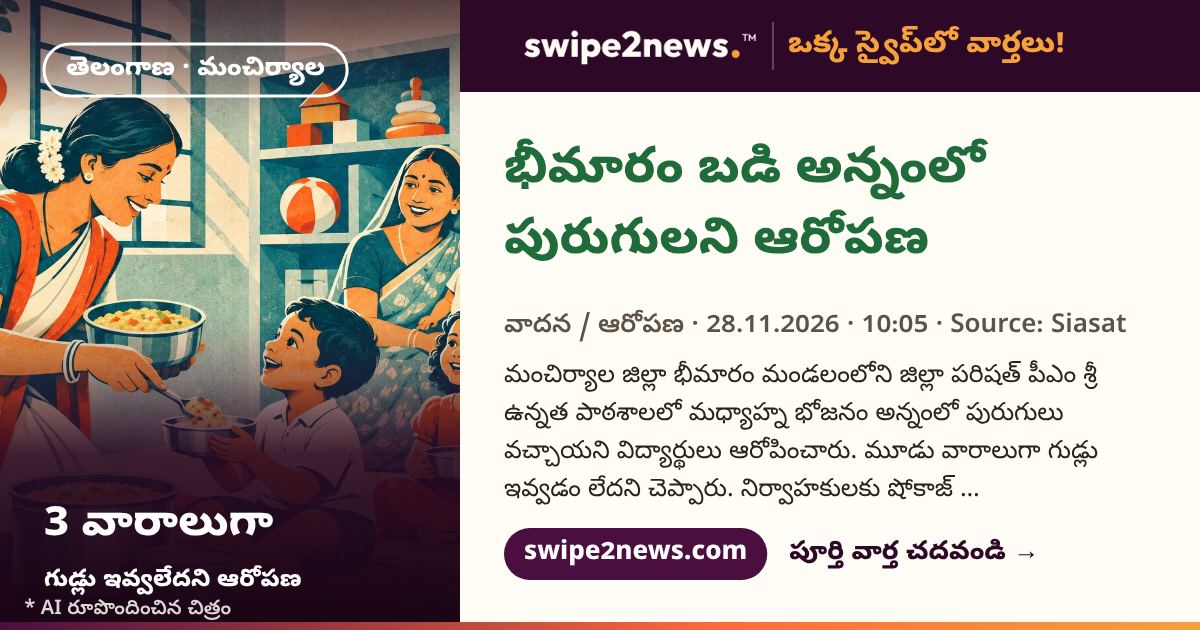 తెలంగాణ · మంచిర్యాల
swipe2news.™
ఒక్క స్వైప్‌లో వార్తలు!
భీమారం బడి అన్నంలో
పురుగులని ఆరోపణ
వాదన / ఆరోపణ · 28.11.2026 · 10:05 · Source: Siasat
మంచిర్యాల జిల్లా భీమారం మండలంలోని జిల్లా పరిషత్ పీఎం శ్రీ
ఉన్నత పాఠశాలలో మధ్యాహ్న భోజనం అన్నంలో పురుగులు
వచ్చాయని విద్యార్థులు ఆరోపించారు. మూడు వారాలుగా గుడ్లు
ఇవ్వడం లేదని చెప్పారు. నిర్వాహకులకు షోకాజ్ ...
swipe2news.com
పూర్తి వార్త చదవండి →
3 వారాలుగా
గుడ్లు ఇవ్వలేదని ఆరోపణ
* AI రూపొందించిన చిత్రం